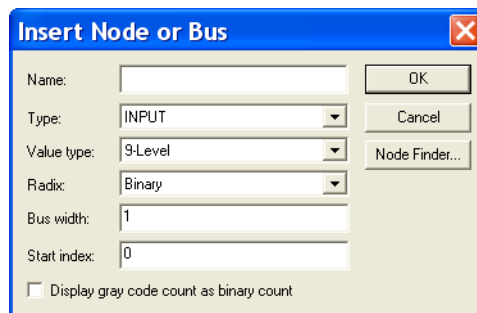 Insert Node or Bus
Name:
OK
Type: INPUT
Cancel
Value type: 9-Level
Node Finder...
Radix: Binary
Bus width: 1
Start index: 0
Display gray code count as binary count